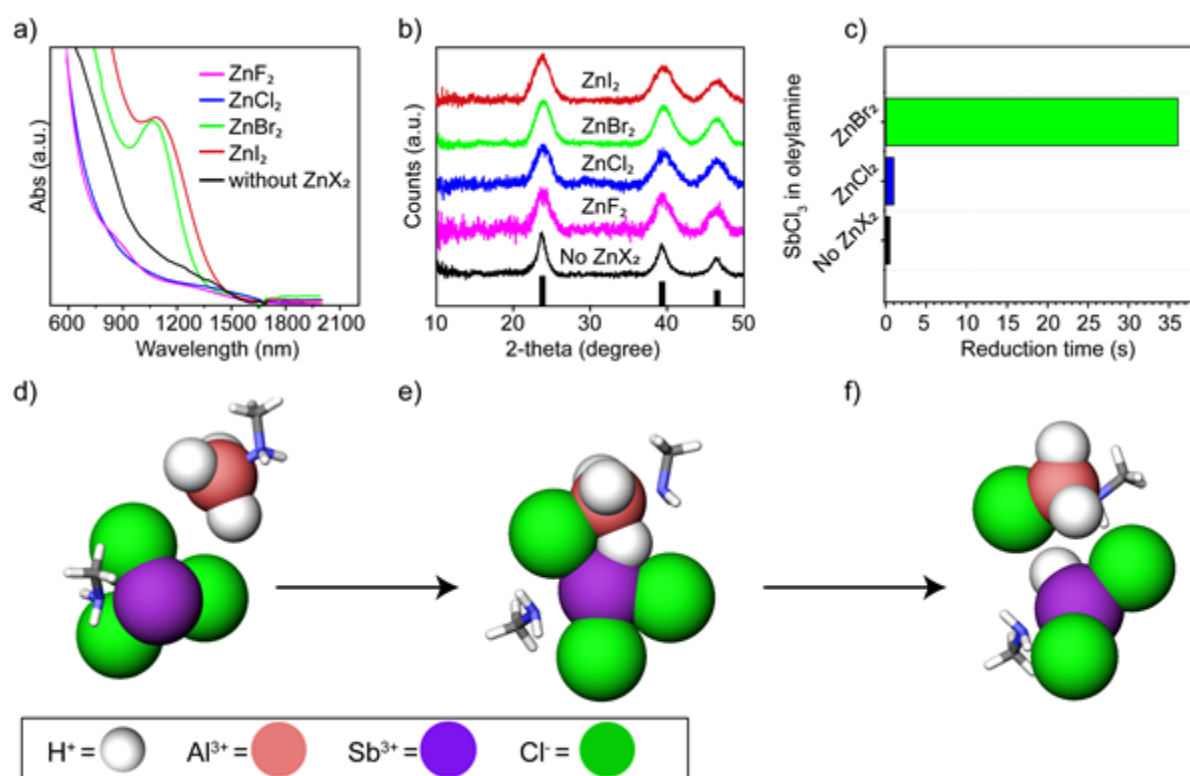 a)
Abs (a.u.)
ZnF₂
ZnCl₂
ZnBr₂
ZnI₂
without ZnX₂
600 900 1200 1500 1800 2100
Wavelength (nm)
b)
Counts (a.u.)
ZnI₂
ZnBr₂
ZnCl₂
ZnF₂
No ZnX₂
10 20 30 40 50
2-theta (degree)
c)
SbCl₃ in oleylamine
ZnBr₂
ZnCl₂
No ZnX₂
0 5 10 15 20 25 30 35
Reduction time (s)
d)
e)
f)
H⁺ = Al³⁺ = Sb³⁺ = Cl⁻ =